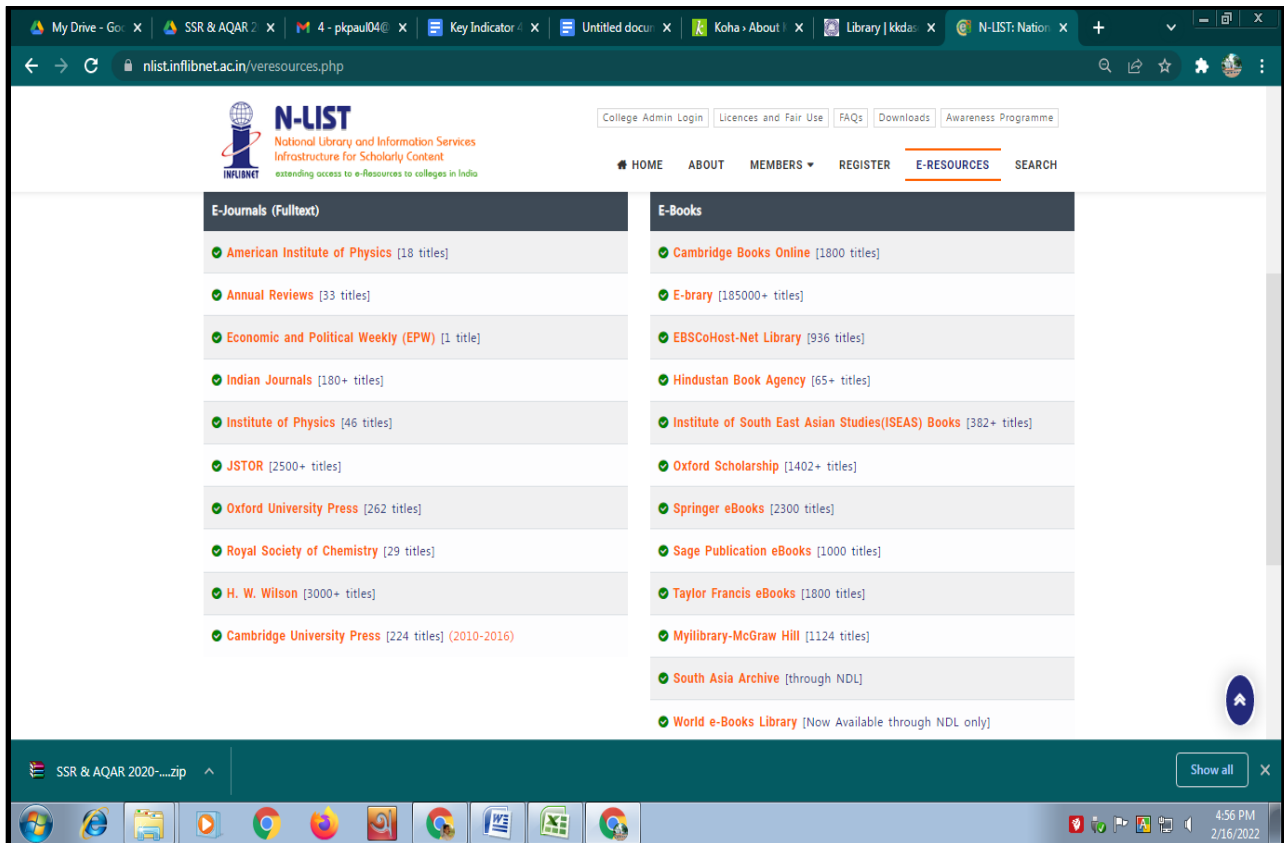 My Drive - Goo
SSR & AQAR 2
4 - pkpaul04@
Key Indicator 4
Untitled docun
Koha › About
Library | kkdas
N-LIST: Nation
nlist.inflibnet.ac.in/veresources.php
INFLIBNET
N-LIST
National Library and Information Services
Infrastructure for Scholarly Content
extending access to e-Resources to colleges in India
College Admin Login Licences and Fair Use FAQs Downloads Awareness Programme
HOME ABOUT MEMBERS REGISTER E-RESOURCES SEARCH
E-Journals (Fulltext)
American Institute of Physics [18 titles]
Annual Reviews [33 titles]
Economic and Political Weekly (EPW) [1 title]
Indian Journals [180+ titles]
Institute of Physics [46 titles]
JSTOR [2500+ titles]
Oxford University Press [262 titles]
Royal Society of Chemistry [29 titles]
H. W. Wilson [3000+ titles]
Cambridge University Press [224 titles] (2010-2016)
E-Books
Cambridge Books Online [1800 titles]
E-brary [185000+ titles]
EBSCoHost-Net Library [936 titles]
Hindustan Book Agency [65+ titles]
Institute of South East Asian Studies(ISEAS) Books [382+ titles]
Oxford Scholarship [1402+ titles]
Springer eBooks [2300 titles]
Sage Publication eBooks [1000 titles]
Taylor Francis eBooks [1800 titles]
Myilibrary-McGraw Hill [1124 titles]
South Asia Archive [through NDL]
World e-Books Library [Now Available through NDL only]
SSR & AQAR 2020-....zip
Show all
4:56 PM
2/16/2022